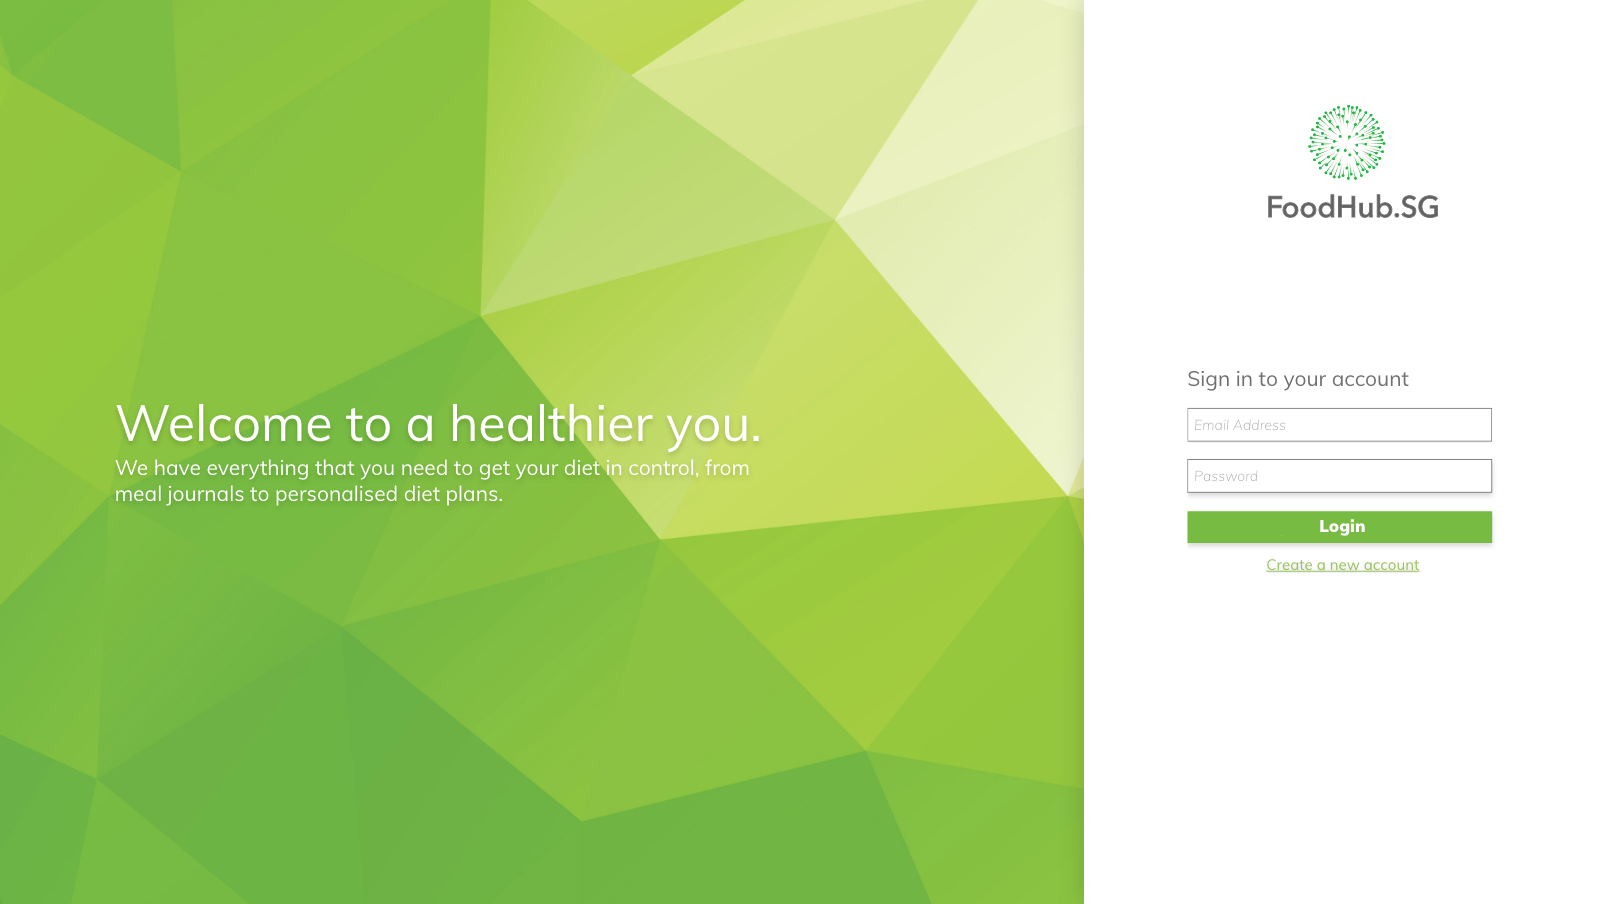 FoodHub.SG
Welcome to a healthier you.
We have everything that you need to get your diet in control, from
meal journals to personalised diet plans.
Sign in to your account
Email Address
Password
Login
Create a new account